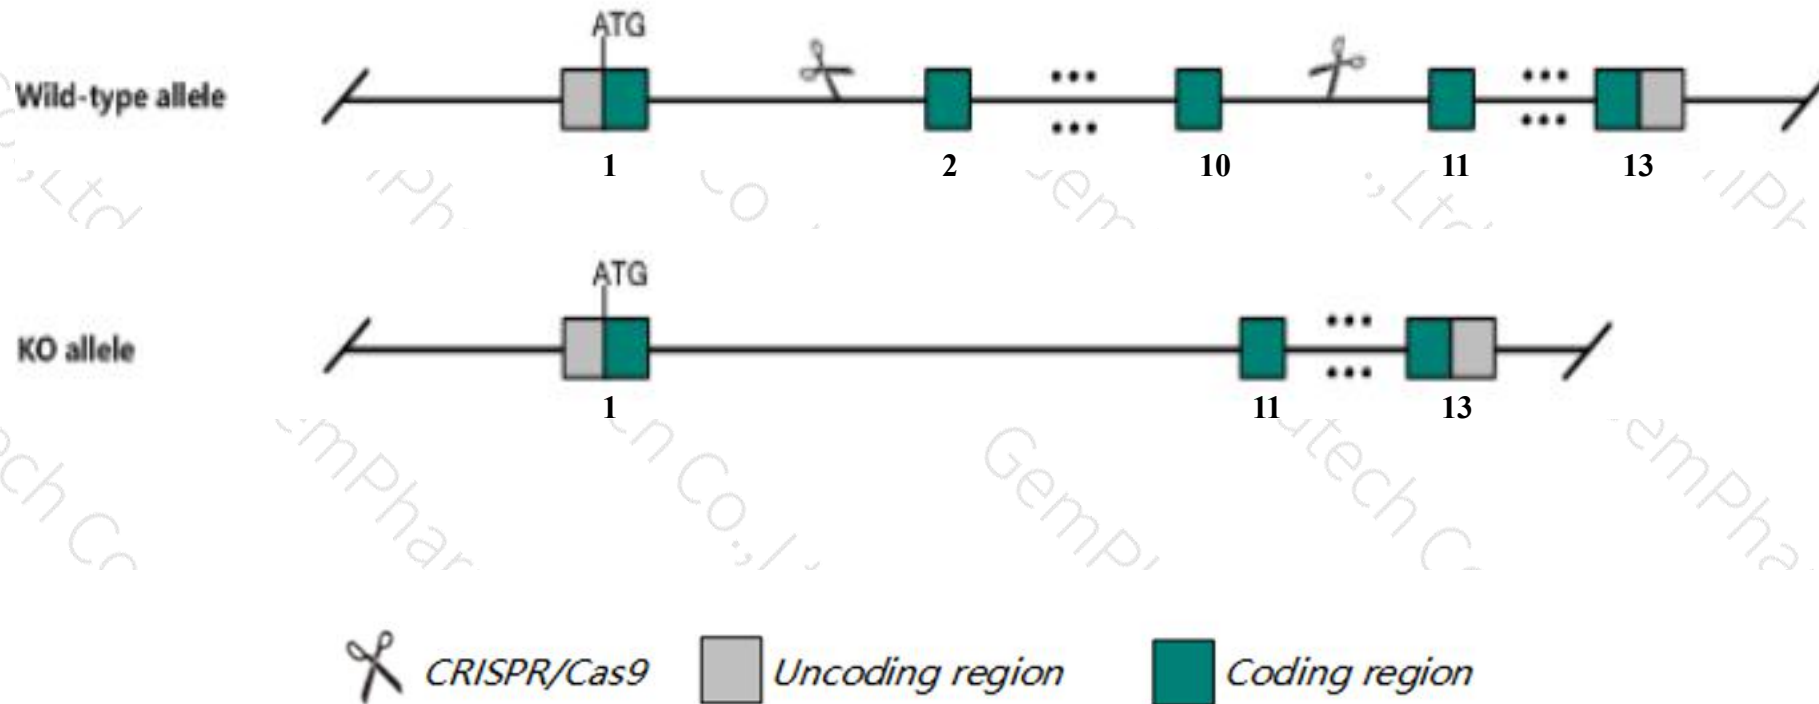 ATG
Wild-type allele
1 2 10 11 13
ATG
KO allele
1 11 13
CRISPR/Cas9 Uncoding region Coding region